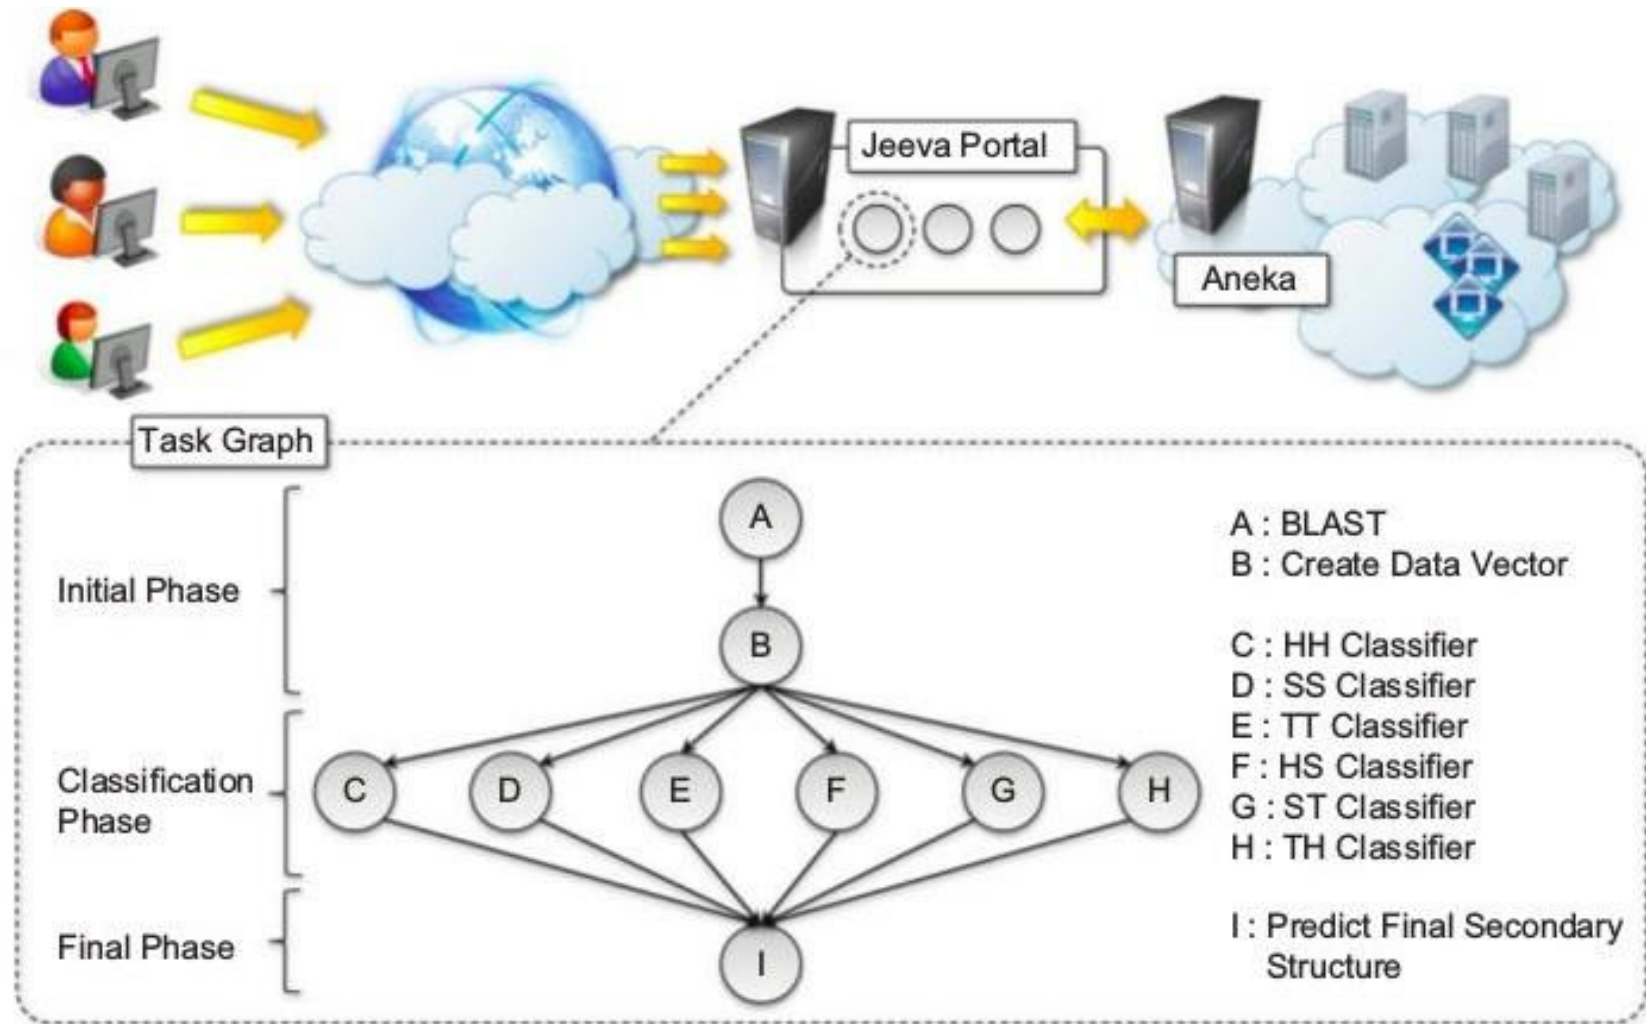 Jeeva Portal
Aneka
Task Graph
Initial Phase
Classification
Phase
Final Phase
A
B
C
D
E
F
G
H
I
A : BLAST
B : Create Data Vector
C : HH Classifier
D : SS Classifier
E : TT Classifier
F : HS Classifier
G : ST Classifier
H : TH Classifier
I : Predict Final Secondary
Structure